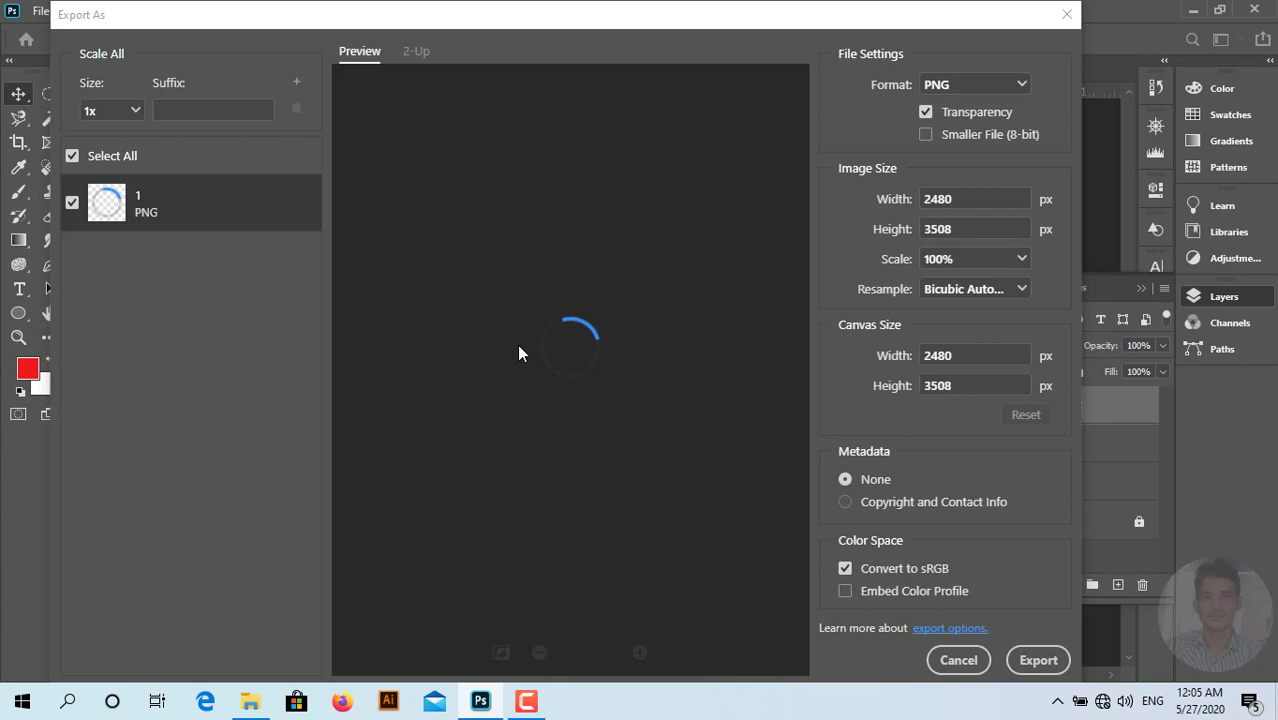 Ps
File
Export As
Scale All
Size:
Suffix:
1x
Select All
1
PNG
Preview
2-Up
File Settings
Format:
PNG
Transparency
Smaller File (8-bit)
Image Size
Width:
2480
px
Height:
3508
px
Scale:
100%
Resample:
Bicubic Auto...
Canvas Size
Width:
2480
px
Height:
3508
px
Reset
Metadata
None
Copyright and Contact Info
Color Space
Convert to sRGB
Embed Color Profile
Learn more about export options.
Cancel
Export
Color
Swatches
Gradients
Patterns
Learn
Libraries
Adjustme...
Layers
Channels
Paths
Opacity:
100%
Fill:
100%
Ai
Ps
ENG
12:05 AM
5/27/2020
5